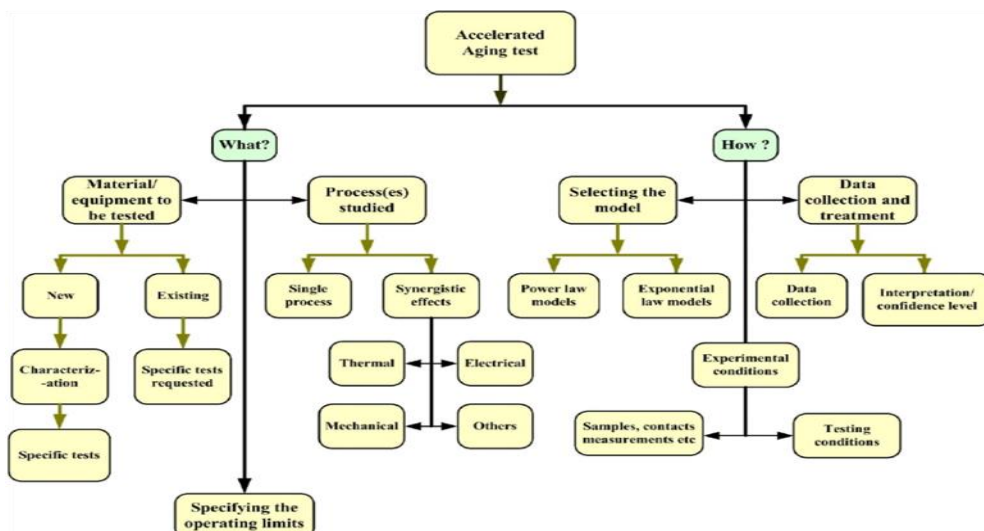 Accelerated
Aging test
What?
How ?
Material/
equipment to
be tested
Process(es)
studied
Selecting the
model
Data
collection and
treatment
New
Existing
Single
process
Synergistic
effects
Power law
models
Exponential
law models
Data
collection
Interpretation/
confidence level
Characteriz-
-ation
Specific tests
requested
Thermal
Electrical
Experimental
conditions
Mechanical
Others
Samples, contacts
measurements etc
Testing
conditions
Specific tests
Specifying the
operating limits